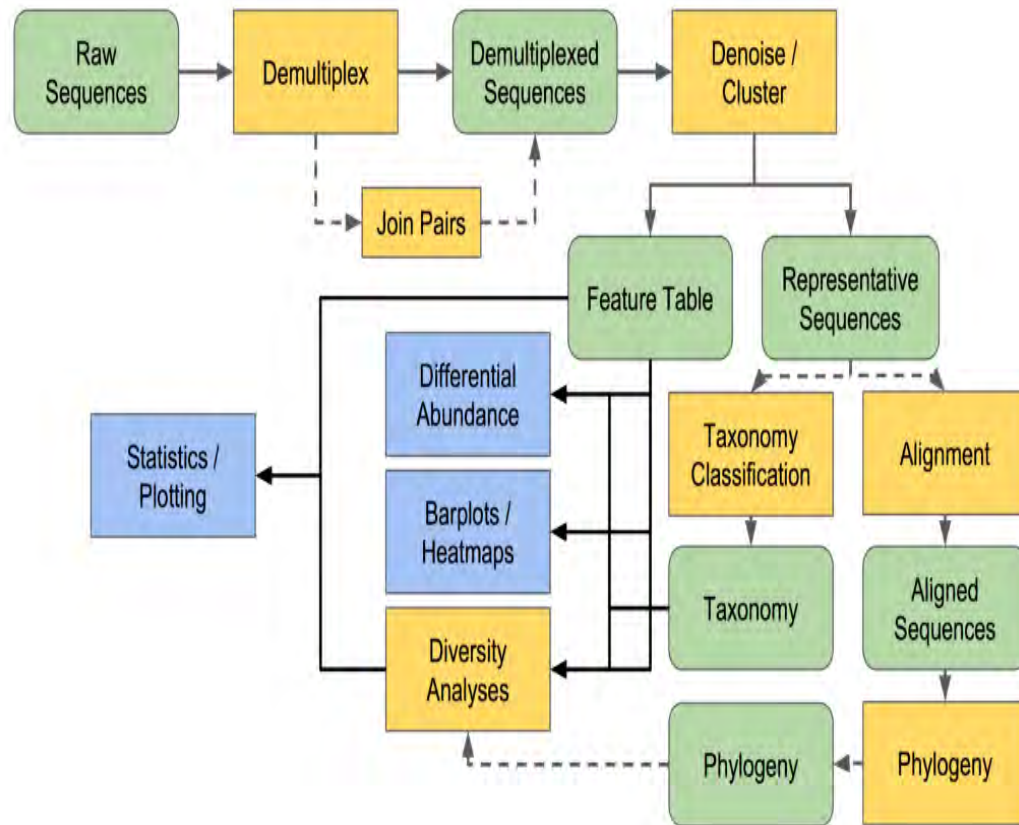 Raw
Sequences
Demultiplex
Demultiplexed
Sequences
Denoise /
Cluster
Join Pairs
Feature Table
Representative
Sequences
Differential
Abundance
Taxonomy
Classification
Alignment
Statistics /
Plotting
Barplots /
Heatmaps
Taxonomy
Aligned
Sequences
Diversity
Analyses
Phylogeny
Phylogeny